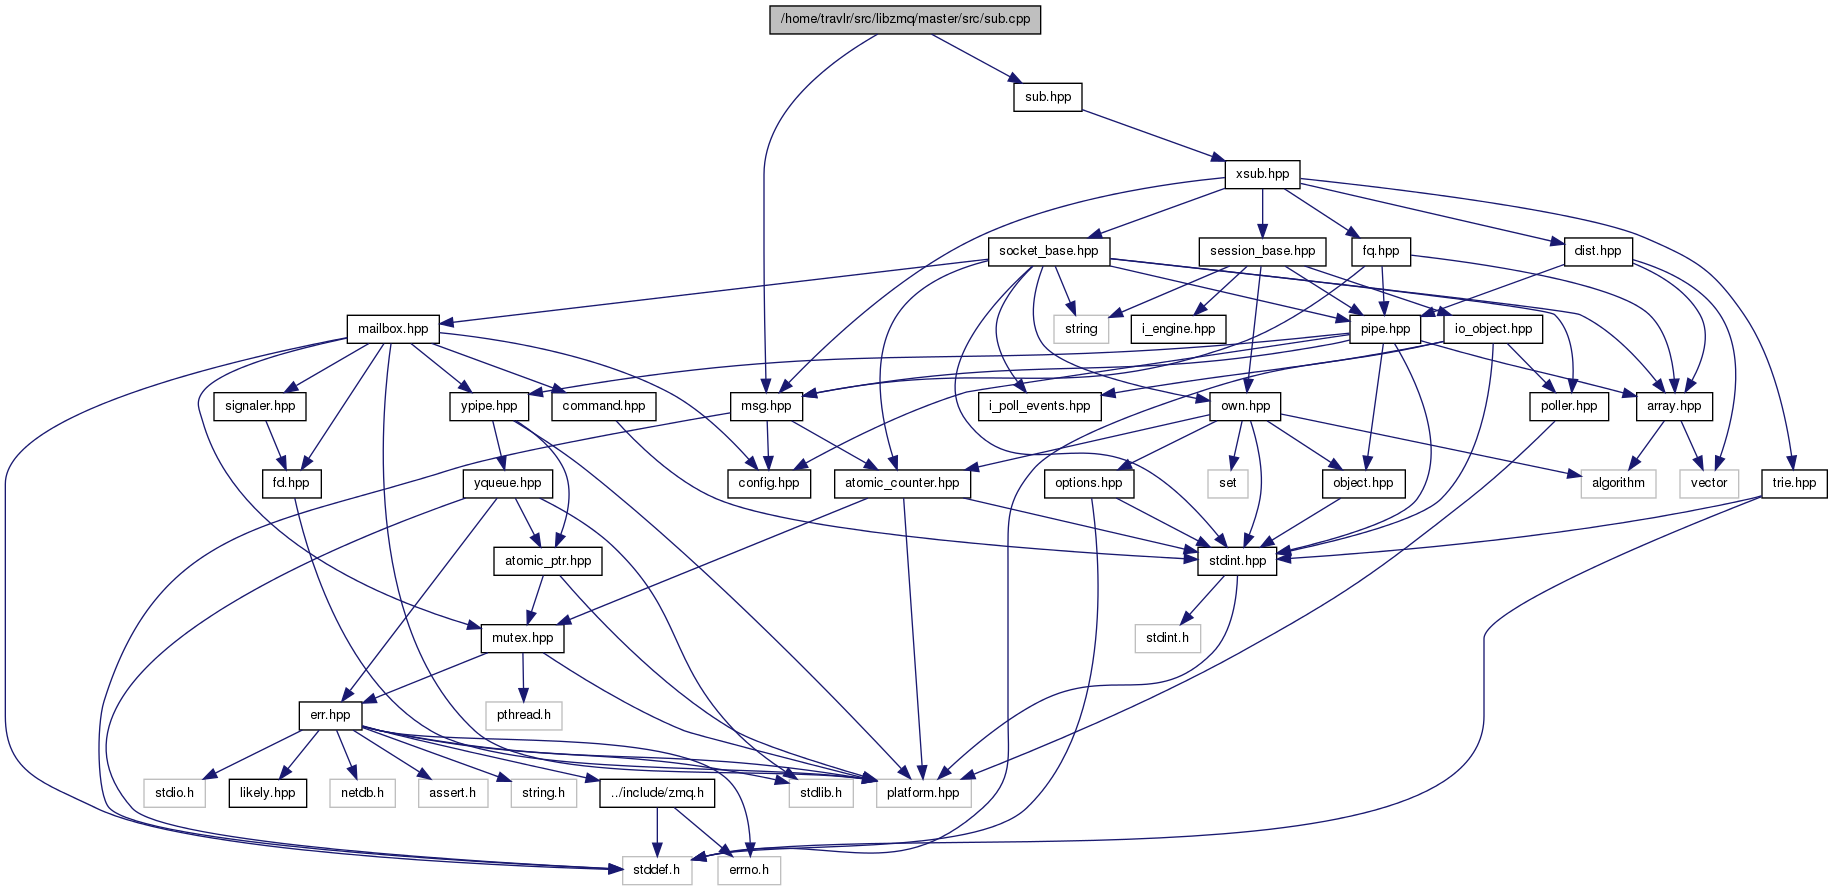 /home/travlr/src/libzmq/master/src/sub.cpp
sub.hpp
xsub.hpp
socket_base.hpp
session_base.hpp
fq.hpp
dist.hpp
mailbox.hpp
string
i_engine.hpp
pipe.hpp
io_object.hpp
signaler.hpp
ypipe.hpp
command.hpp
msg.hpp
i_poll_events.hpp
own.hpp
poller.hpp
array.hpp
fd.hpp
yqueue.hpp
config.hpp
atomic_counter.hpp
options.hpp
set
object.hpp
algorithm
vector
trie.hpp
atomic_ptr.hpp
stdint.hpp
mutex.hpp
stdint.h
err.hpp
pthread.h
stdio.h
likely.hpp
netdb.h
assert.h
string.h
../include/zmq.h
stdlib.h
platform.hpp
stddef.h
errno.h